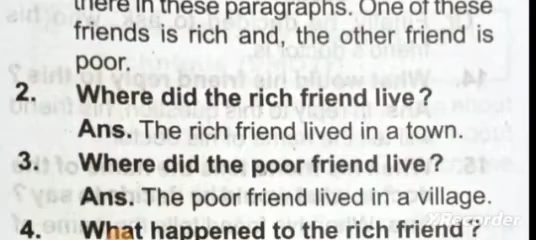 there in these paragraphs. One of these
friends is rich and, the other friend is
poor.
2. Where did the rich friend live?
Ans. The rich friend lived in a town.
3. Where did the poor friend live?
Ans. The poor friend lived in a village.
4. What happened to the rich friend?
XRecorder